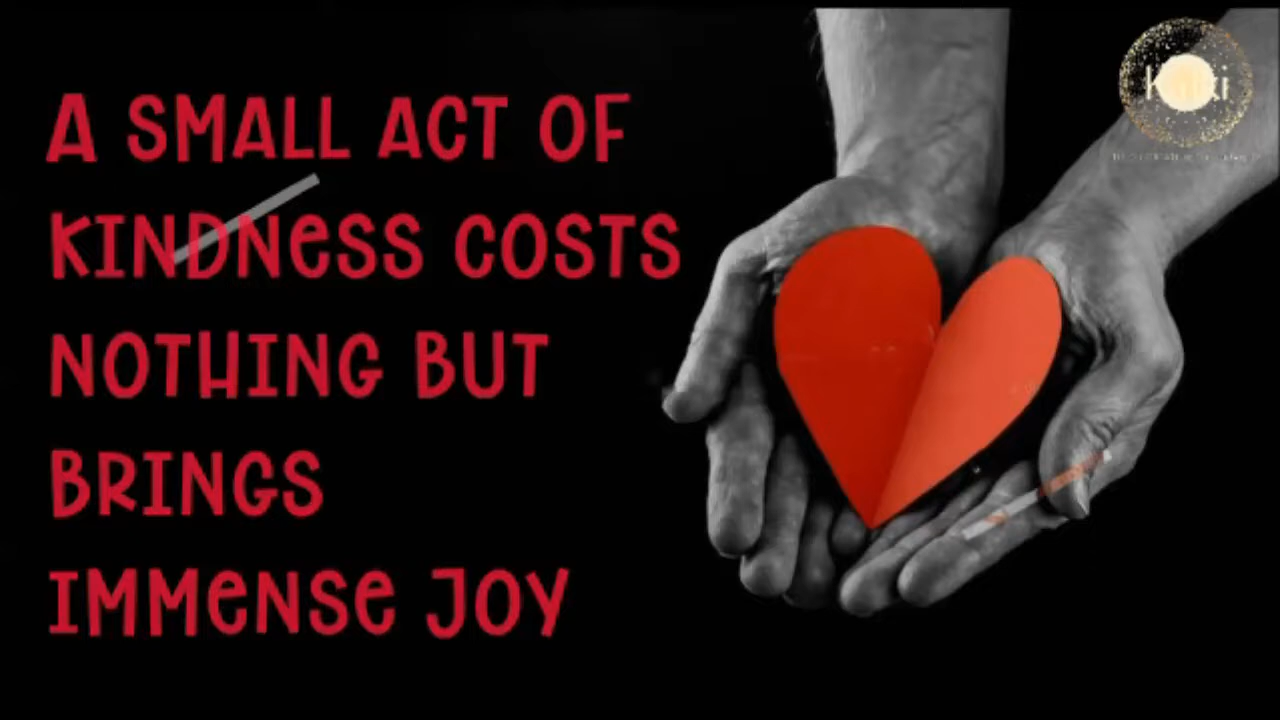 A SMALL ACT OF
KINDNESS COSTS
NOTHING BUT
BRINGS
IMMENSE JOY